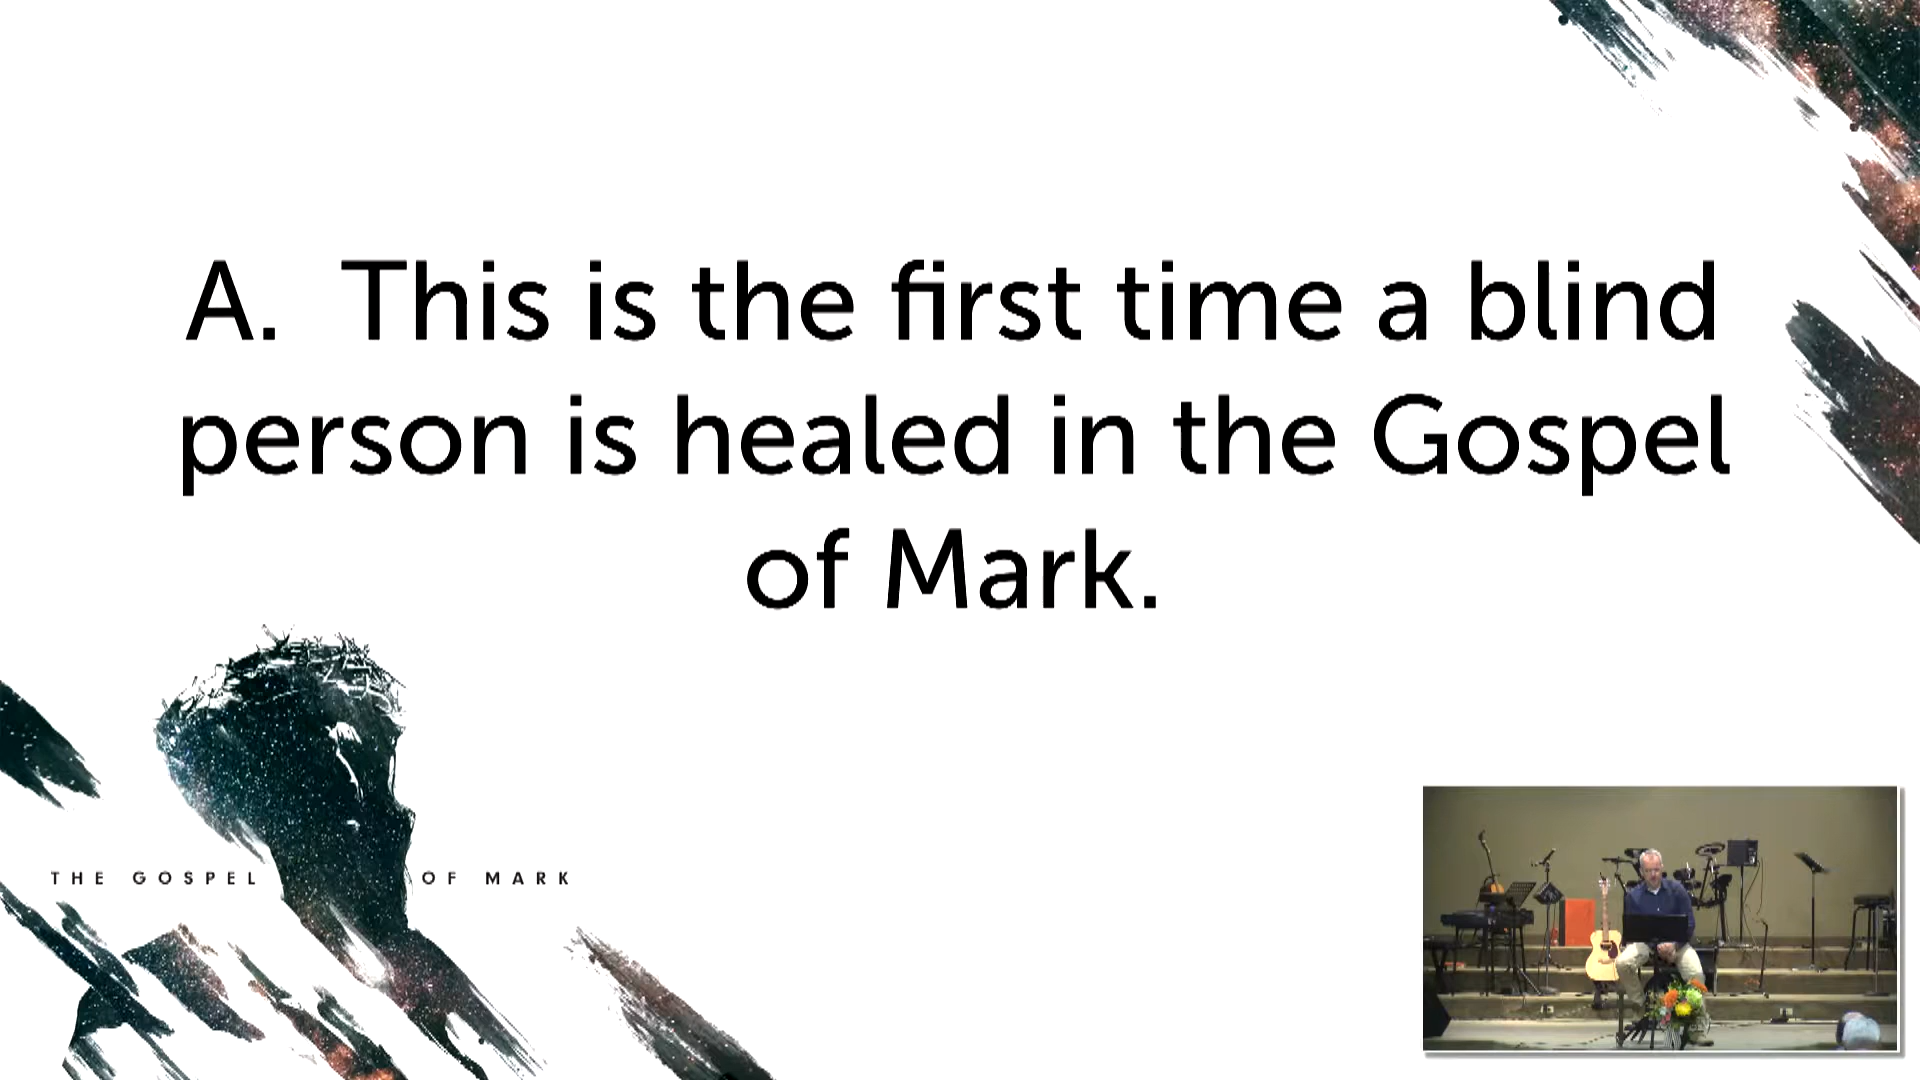 A. This is the first time a blind
person is healed in the Gospel
of Mark.
THE GOSPEL OF MARK